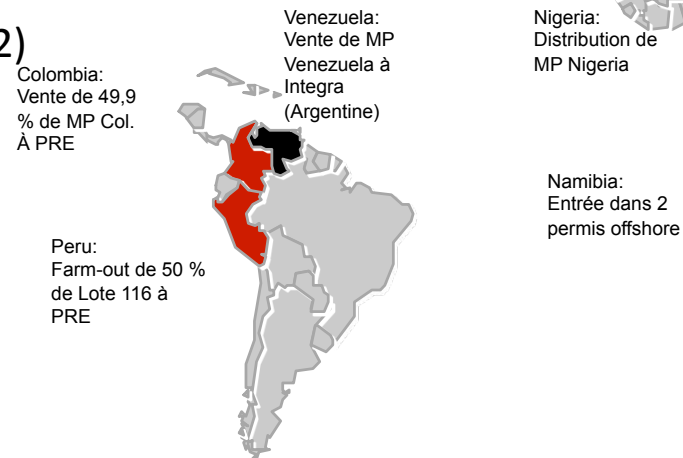 2)
Colombia:
Vente de 49,9
% de MP Col.
À PRE
Venezuela:
Vente de MP
Venezuela à
Integra
(Argentine)
Nigeria:
Distribution de
MP Nigeria
Peru:
Farm-out de 50 %
de Lote 116 à
PRE
Namibia:
Entrée dans 2
permis offshore